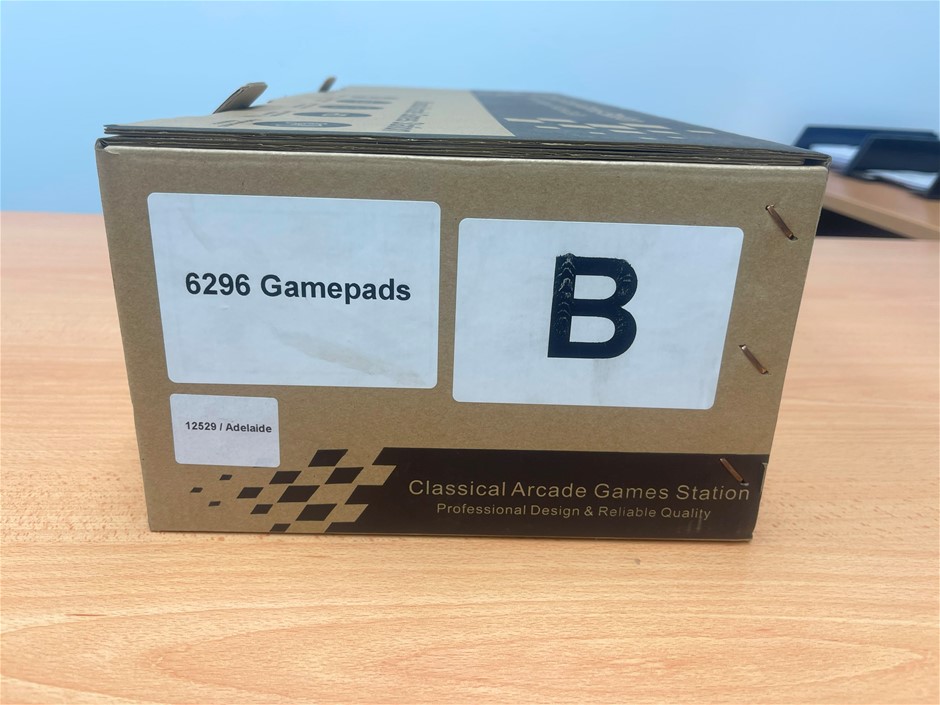 6296 Gamepads
B
12529 / Adelaide
Classical Arcade Games Station
Professional Design & Reliable Quality